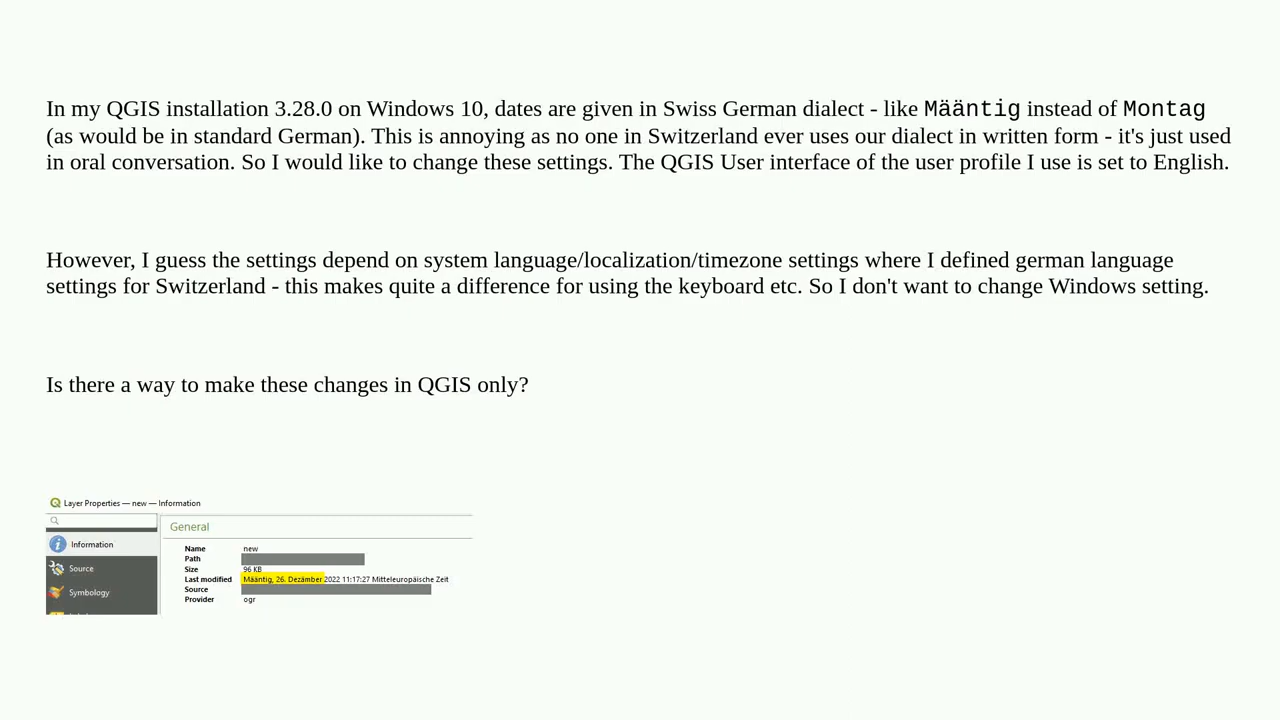 In my QGIS installation 3.28.0 on Windows 10, dates are given in Swiss German dialect - like Määntig instead of Montag
(as would be in standard German). This is annoying as no one in Switzerland ever uses our dialect in written form - it's just used
in oral conversation. So I would like to change these settings. The QGIS User interface of the user profile I use is set to English.
However, I guess the settings depend on system language/localization/timezone settings where I defined german language
settings for Switzerland - this makes quite a difference for using the keyboard etc. So I don't want to change Windows setting.
Is there a way to make these changes in QGIS only?
Layer Properties — new — Information
Information
Source
Symbology
General
Name new
Path
Size 96 KB
Last modified Määntig, 26. Dezämber 2022 11:17:27 Mitteleuropäische Zeit
Source
Provider ogr